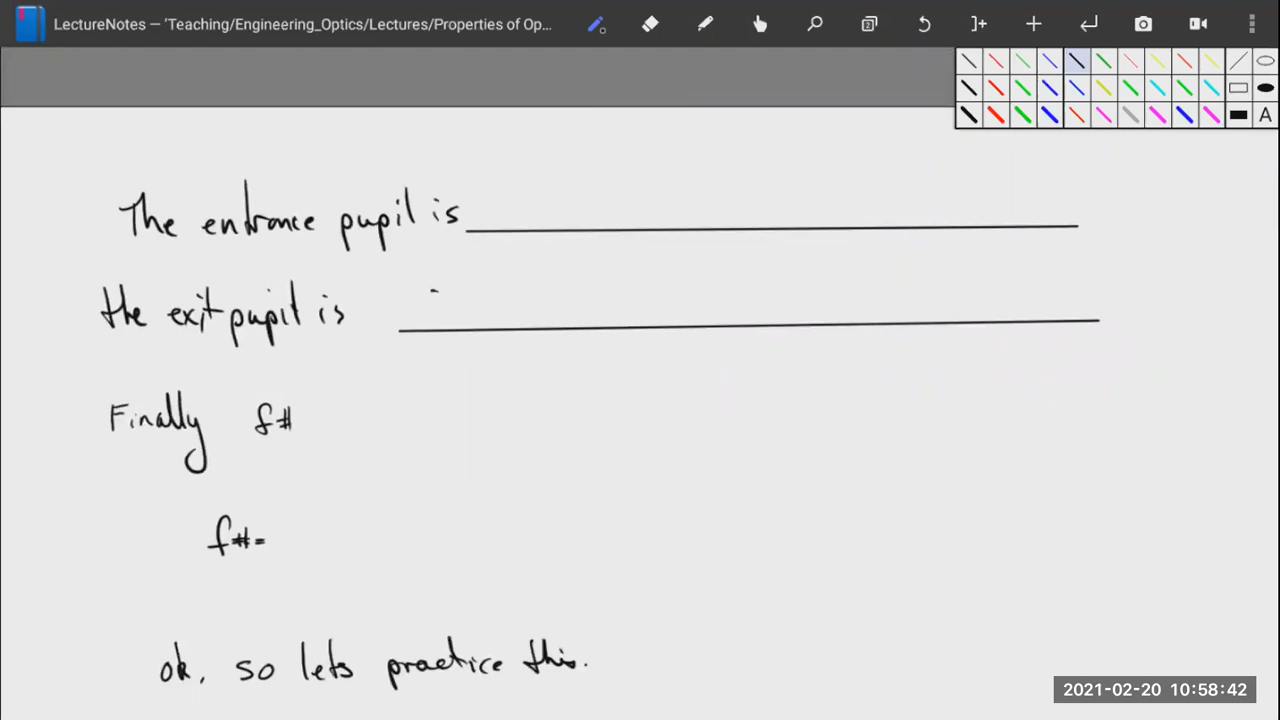 LectureNotes — 'Teaching/Engineering_Optics/Lectures/Properties of Op...
A
The entrance pupil is
the exit pupil is
Finally f#
f#=
ok, so lets practice this.
2021-02-20 10:58:42